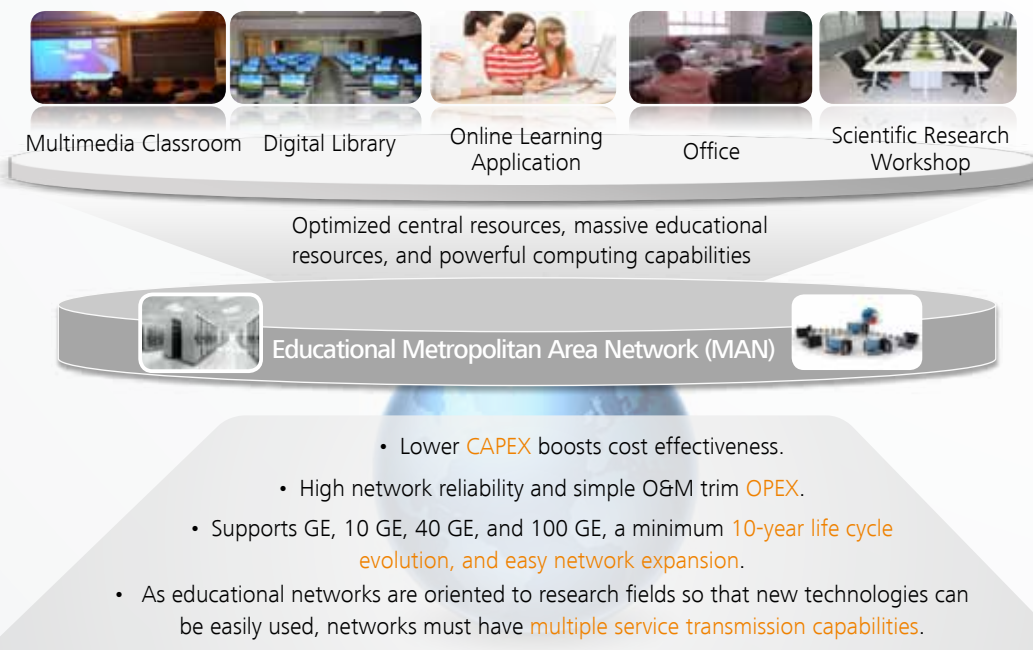 Multimedia Classroom
Digital Library
Online Learning
Application
Office
Scientific Research
Workshop
Optimized central resources, massive educational
resources, and powerful computing capabilities
Educational Metropolitan Area Network (MAN)
• Lower CAPEX boosts cost effectiveness.
• High network reliability and simple O&M trim OPEX.
• Supports GE, 10 GE, 40 GE, and 100 GE, a minimum 10-year life cycle
evolution, and easy network expansion.
• As educational networks are oriented to research fields so that new technologies can
be easily used, networks must have multiple service transmission capabilities.